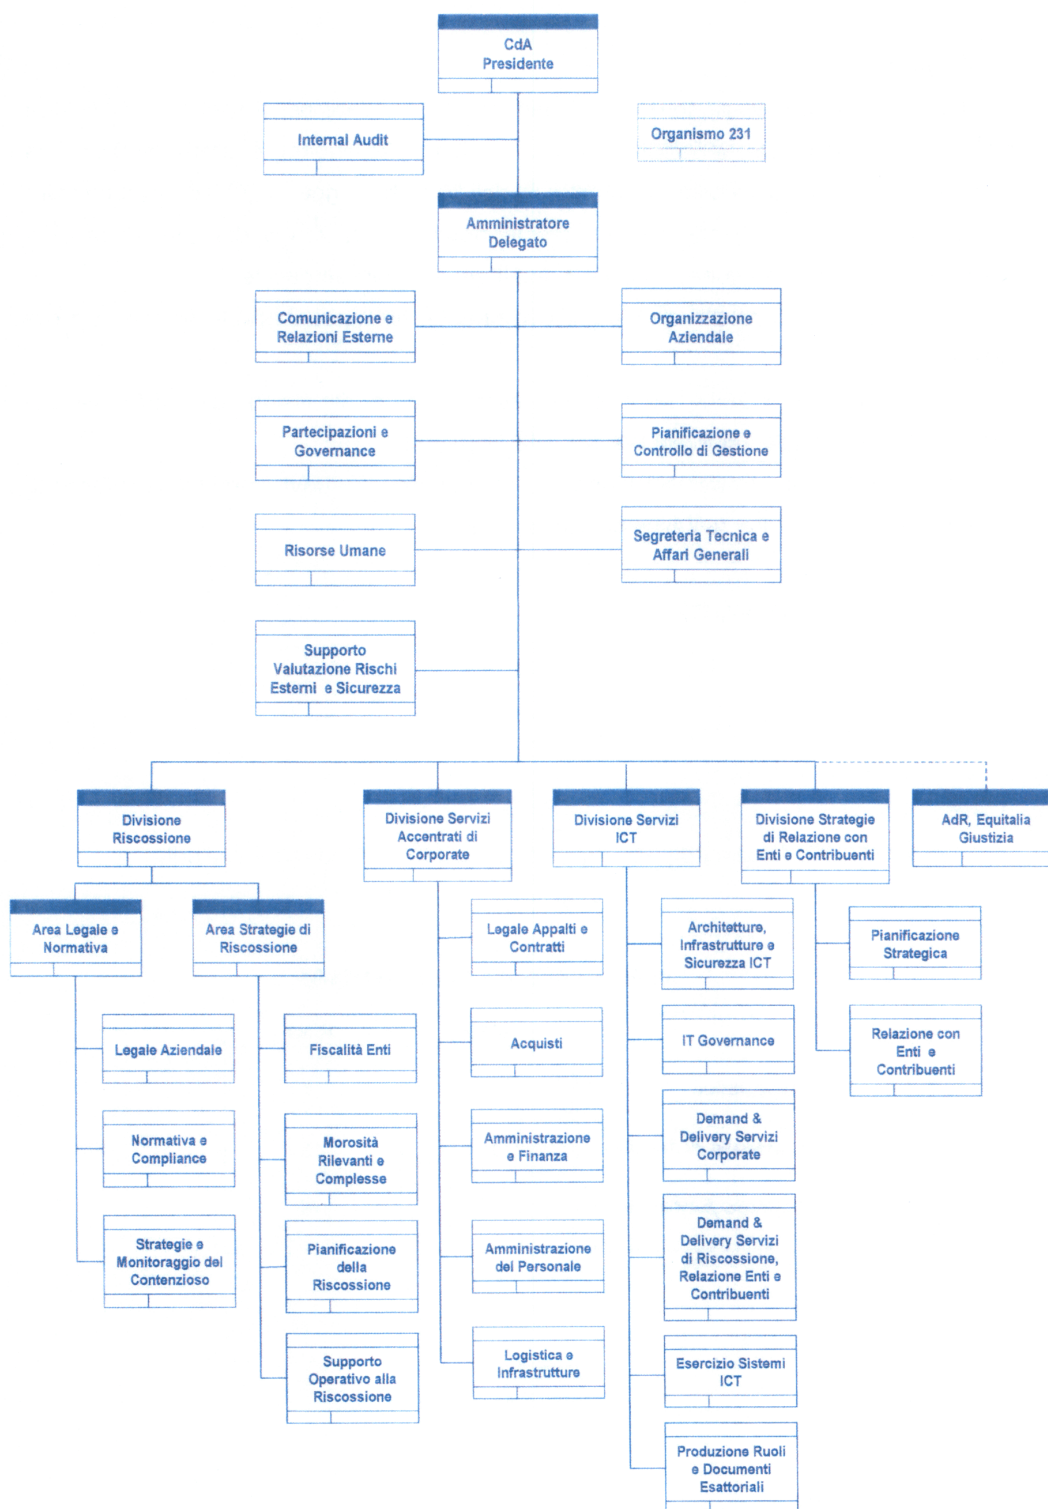 CdA
Presidente
Internal Audit
Organismo 231
Amministratore
Delegato
Comunicazione e
Relazioni Esterne
Organizzazione
Aziendale
Partecipazioni e
Governance
Pianificazione e
Controllo di Gestione
Risorse Umane
Segreteria Tecnica e
Affari Generali
Supporto
Valutazione Rischi
Esterni e Sicurezza
Divisione
Riscossione
Divisione Servizi
Accentrati di
Corporate
Divisione Servizi
ICT
Divisione Strategie
di Relazione con
Enti e Contribuenti
AdR, Equitalia
Giustizia
Area Legale e
Normativa
Area Strategie di
Riscossione
Legale Aziendale
Normativa e
Compliance
Strategie e
Monitoraggio del
Contenzioso
Fiscalità Enti
Morosità
Rilevanti e
Complesse
Pianificazione
della
Riscossione
Supporto
Operativo alla
Riscossione
Legale Appalti e
Contratti
Acquisti
Amministrazione
e Finanza
Amministrazione
del Personale
Logistica e
Infrastrutture
Architetture,
Infrastrutture e
Sicurezza ICT
IT Governance
Demand &
Delivery Servizi
Corporate
Demand &
Delivery Servizi
di Riscossione,
Relazione Enti e
Contribuenti
Esercizio Sistemi
ICT
Produzione Ruoli
e Documenti
Esattoriali
Pianificazione
Strategica
Relazione con
Enti e
Contribuenti